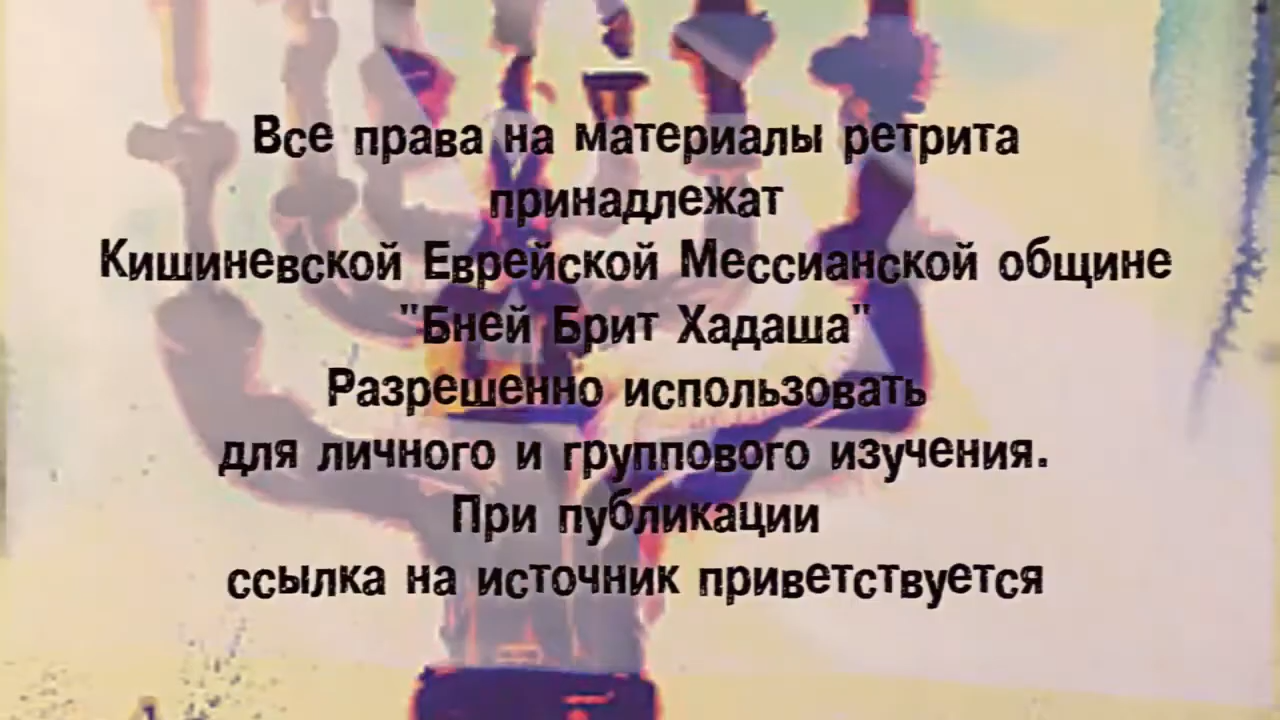 Все права на материалы ретрита
принадлежат
Кишиневской Еврейской Мессианской общине
"Бней Брит Хадаша"
Разрешенно использовать
для личного и группового изучения.
При публикации
ссылка на источник приветствуется